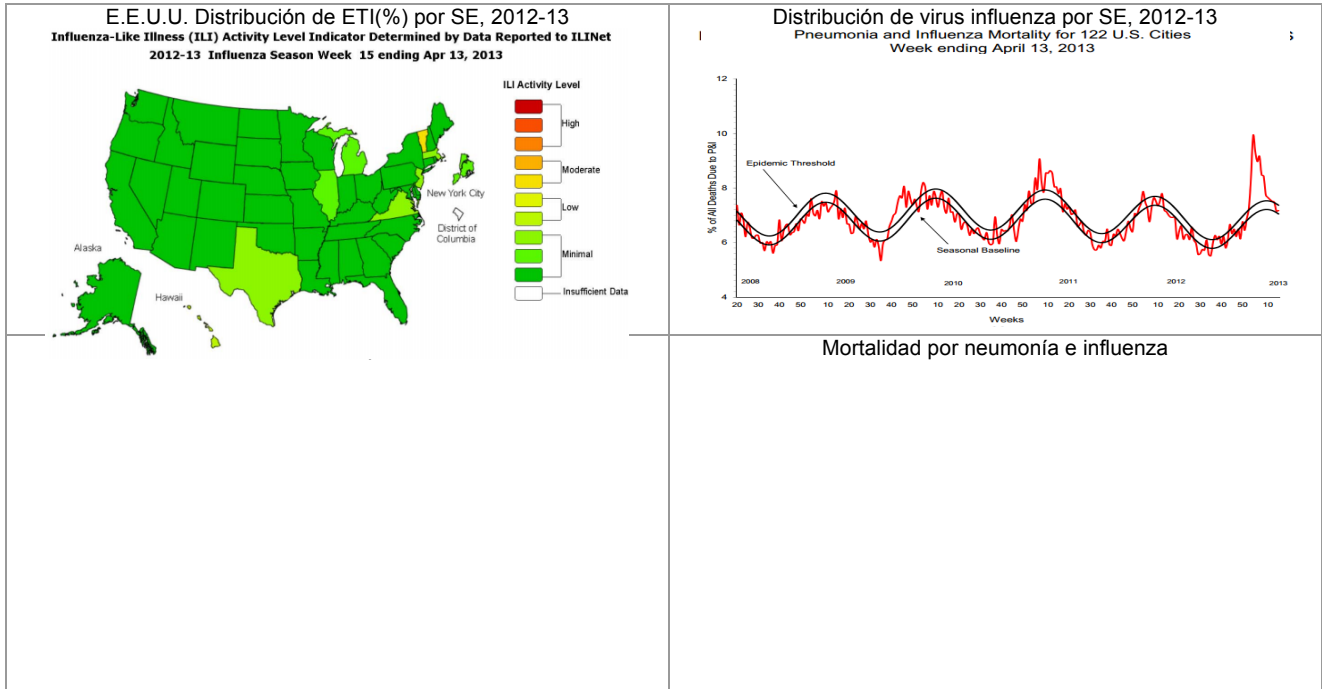 E.E.U.U. Distribución de ETI(%) por SE, 2012-13
Influenza-Like Illness (ILI) Activity Level Indicator Determined by Data Reported to ILINet
2012-13 Influenza Season Week 15 ending Apr 13, 2013
ILI Activity Level
High
Moderate
Low
Minimal
Insufficient Data
New York City
District of
Columbia
Alaska
Hawaii
Distribución de virus influenza por SE, 2012-13
Pneumonia and Influenza Mortality for 122 U.S. Cities
Week ending April 13, 2013
% of All Deaths Due to P&I
12
10
8
6
4
Epidemic Threshold
Seasonal Baseline
2008 2009 2010 2011 2012 2013
20 30 40 50 10 20 30 40 50 10 20 30 40 50 10 20 30 40 50 10 20 30 40 50 10
Weeks
Mortalidad por neumonía e influenza